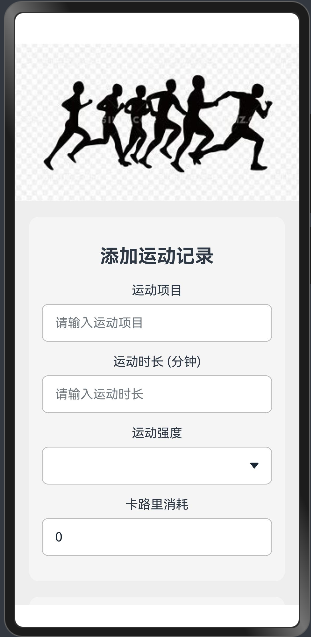 添加运动记录
运动项目
请输入运动项目
运动时长 (分钟)
请输入运动时长
运动强度
卡路里消耗
0